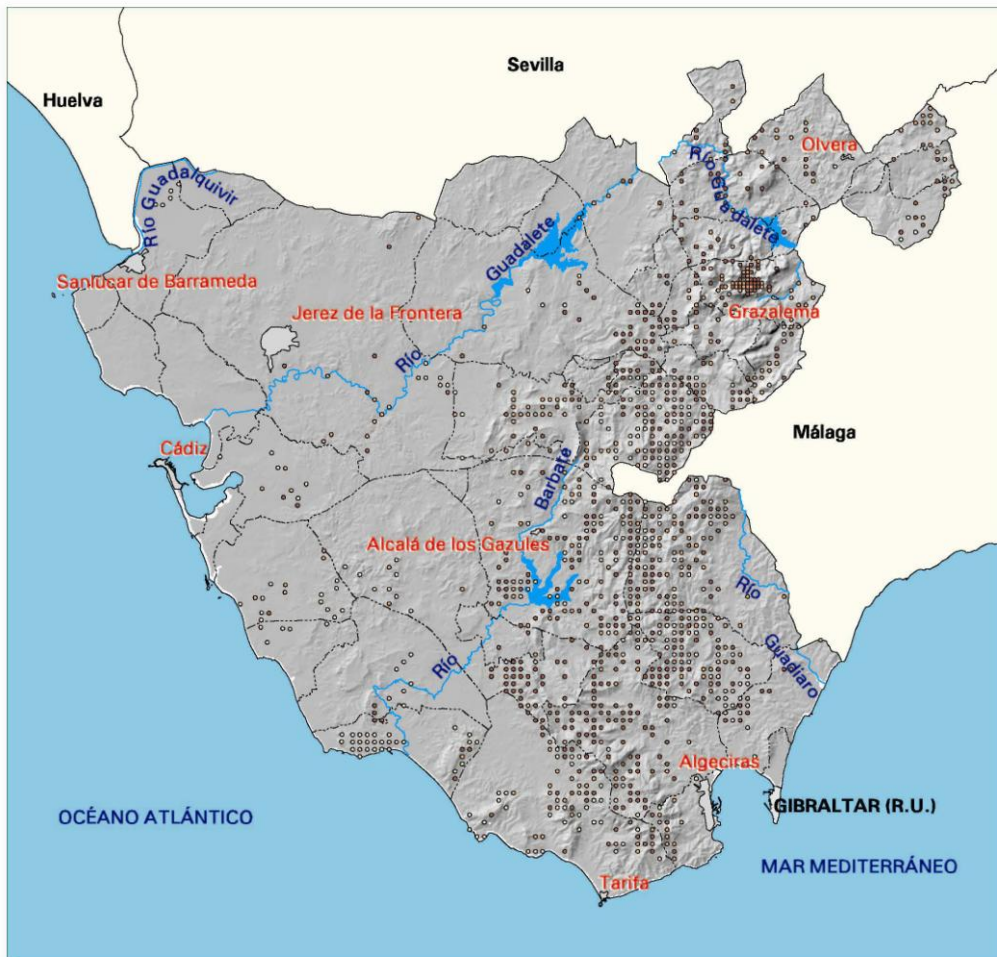 Sevilla
Huelva
Olvera
Río Guadalete
Río Guadalquivir
Guadalete
Sanlúcar de Barrameda
Jerez de la Frontera
Grazalema
Río
Málaga
Cádiz
Barbate
Alcalá de los Gazules
Río
Río
Guadiaro
Algeciras
GIBRALTAR (R.U.)
OCÉANO ATLÁNTICO
MAR MEDITERRÁNEO
Tarifa